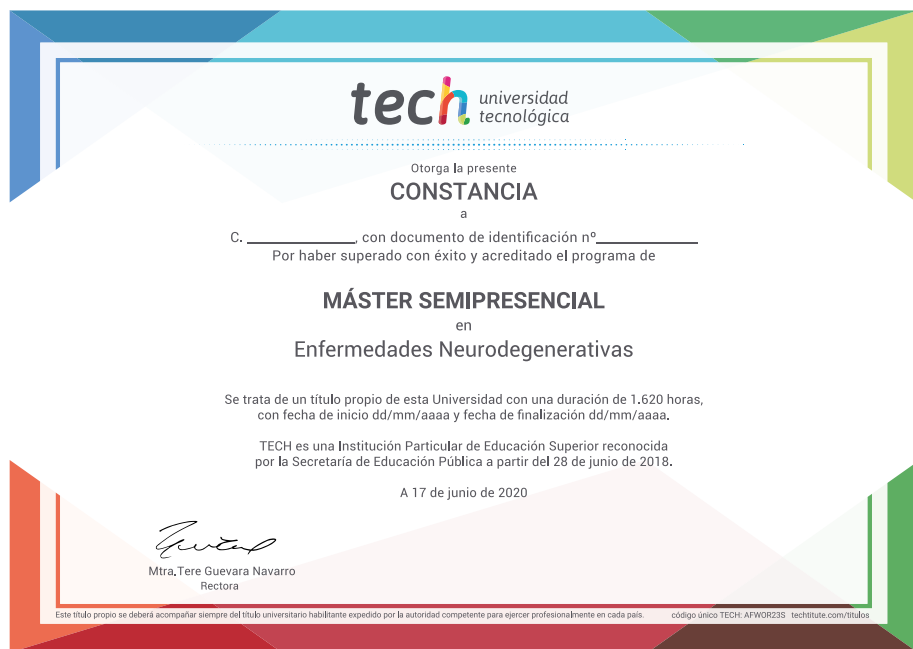 tech universidad
tecnológica
Otorga la presente
CONSTANCIA
a
C. ____________, con documento de identificación nº____________
Por haber superado con éxito y acreditado el programa de
MÁSTER SEMIPRESENCIAL
en
Enfermedades Neurodegenerativas
Se trata de un título propio de esta Universidad con una duración de 1.620 horas,
con fecha de inicio dd/mm/aaaa y fecha de finalización dd/mm/aaaa.
TECH es una Institución Particular de Educación Superior reconocida
por la Secretaría de Educación Pública a partir del 28 de junio de 2018.
A 17 de junio de 2020
Mtra.Tere Guevara Navarro
Rectora
Este título propio se deberá acompañar siempre del título universitario habilitante expedido por la autoridad competente para ejercer profesionalmente en cada país. código único TECH: AFWOR23S techtitute.com/títulos